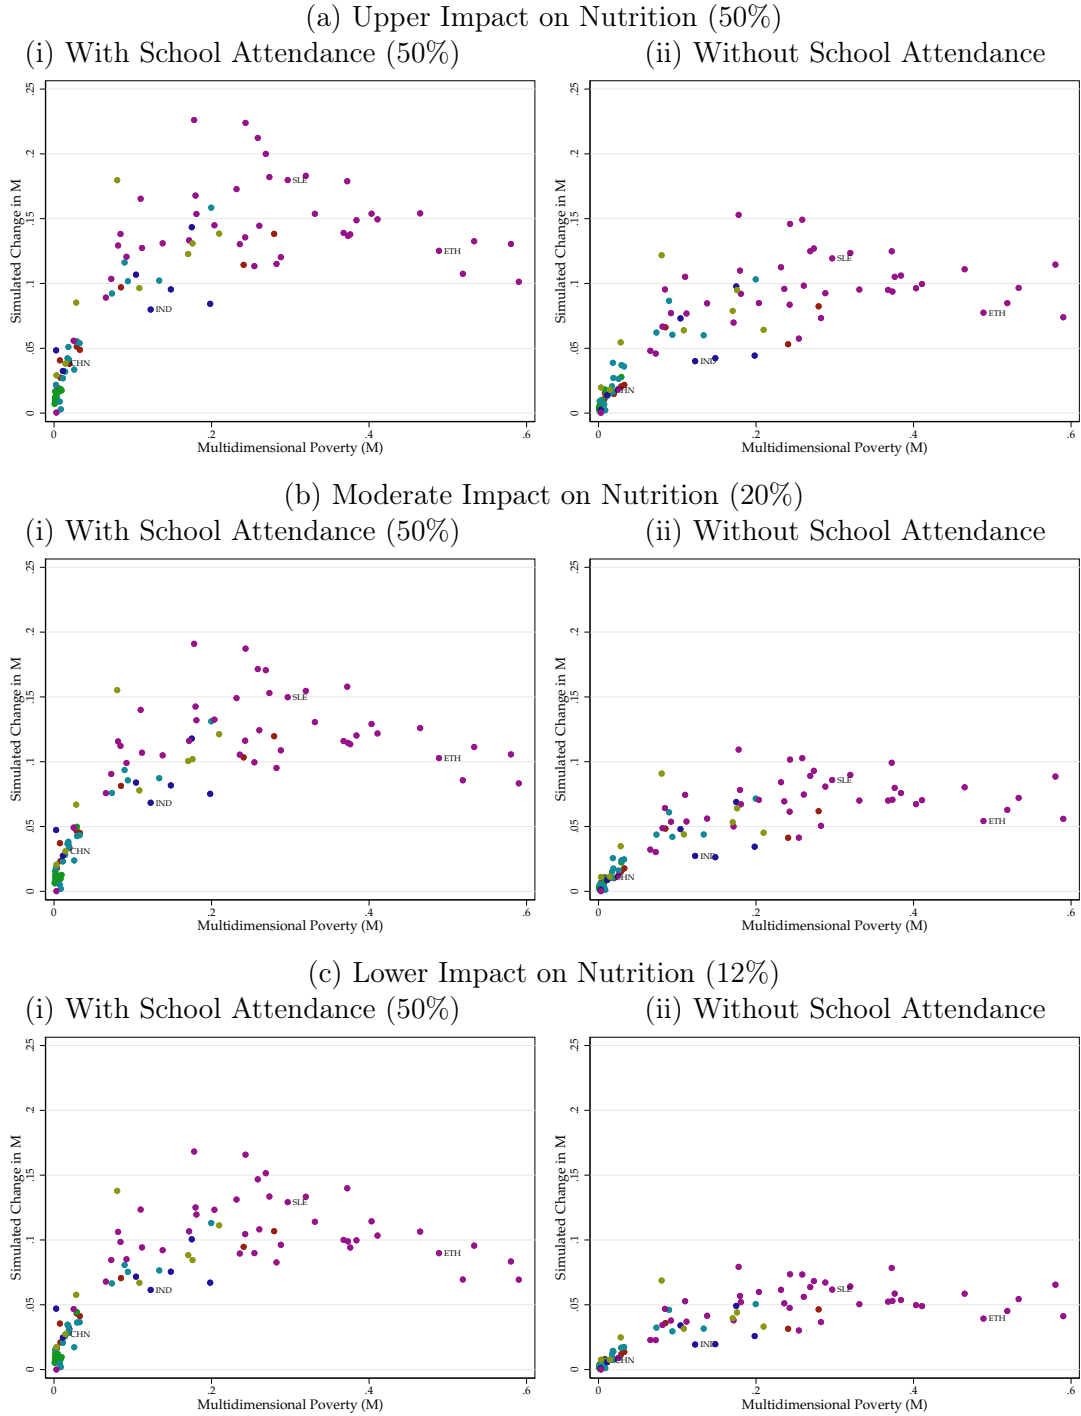 (a) Upper Impact on Nutrition (50%)
(i) With School Attendance (50%)
(ii) Without School Attendance
Simulated Change in M
.25
.2
.15
.1
.05
0
SLE
ETH
IND
CHN
0
.2
.4
.6
Multidimensional Poverty (M)
Simulated Change in M
.25
.2
.15
.1
.05
0
SLE
ETH
IND
CHN
0
.2
.4
.6
Multidimensional Poverty (M)
(b) Moderate Impact on Nutrition (20%)
(i) With School Attendance (50%)
(ii) Without School Attendance
Simulated Change in M
.25
.2
.15
.1
.05
0
SLE
ETH
IND
CHN
0
.2
.4
.6
Multidimensional Poverty (M)
Simulated Change in M
.25
.2
.15
.1
.05
0
SLE
ETH
IND
CHN
0
.2
.4
.6
Multidimensional Poverty (M)
(c) Lower Impact on Nutrition (12%)
(i) With School Attendance (50%)
(ii) Without School Attendance
Simulated Change in M
.25
.2
.15
.1
.05
0
SLE
ETH
IND
CHN
0
.2
.4
.6
Multidimensional Poverty (M)
Simulated Change in M
.25
.2
.15
.1
.05
0
SLE
ETH
IND
CHN
0
.2
.4
.6
Multidimensional Poverty (M)